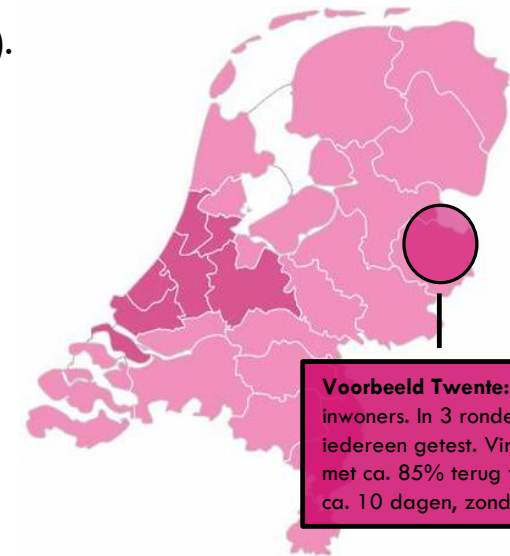 ).
Voorbeeld Twente:
inwoners. In 3 ronde
iedereen getest. Vir
met ca. 85% terug
ca. 10 dagen, zond